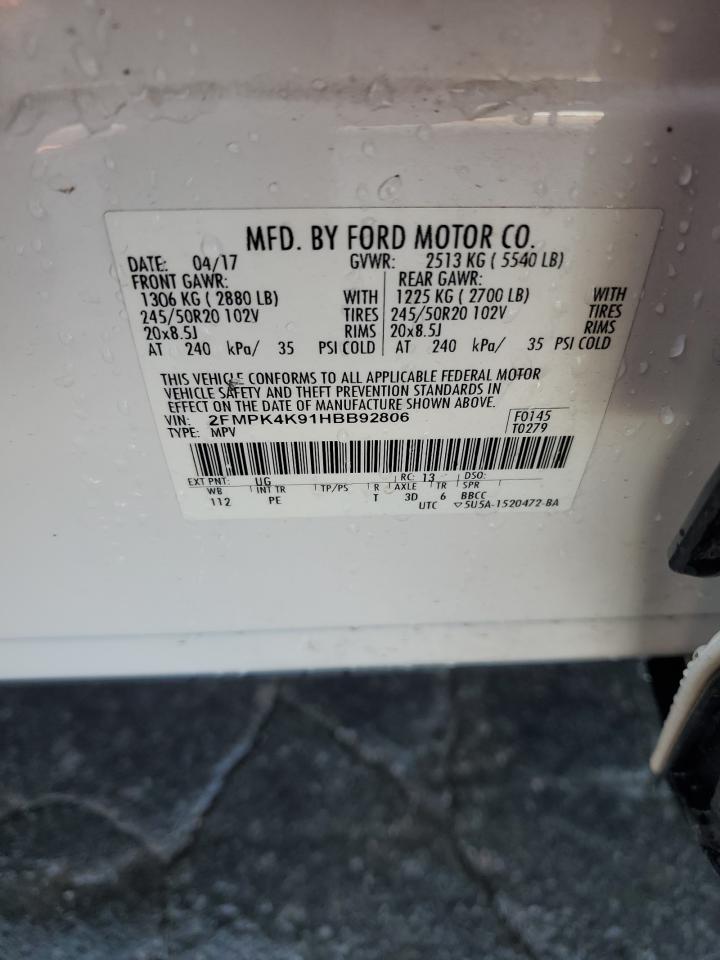 MFD. BY FORD MOTOR CO.
DATE: 04/17 GVWR: 2513 KG ( 5540 LB)
FRONT GAWR: REAR GAWR:
1306 KG ( 2880 LB) WITH 1225 KG ( 2700 LB) WITH
245/50R20 102V TIRES 245/50R20 102V TIRES
20x8.5J RIMS 20x8.5J RIMS
AT 240 kPa/ 35 PSI COLD AT 240 kPa/ 35 PSI COLD
THIS VEHICLE CONFORMS TO ALL APPLICABLE FEDERAL MOTOR
VEHICLE SAFETY AND THEFT PREVENTION STANDARDS IN
EFFECT ON THE DATE OF MANUFACTURE SHOWN ABOVE.
VIN: 2FMPK4K91HBB92806 F0145
TYPE: MPV T0279
EXT PNT: UG RC: 13 DSO:
WB INT TR TP/PS R AXLE TR SPR
112 PE T 3D 6 BBCC
UTC ▽5U5A-1520472-BA